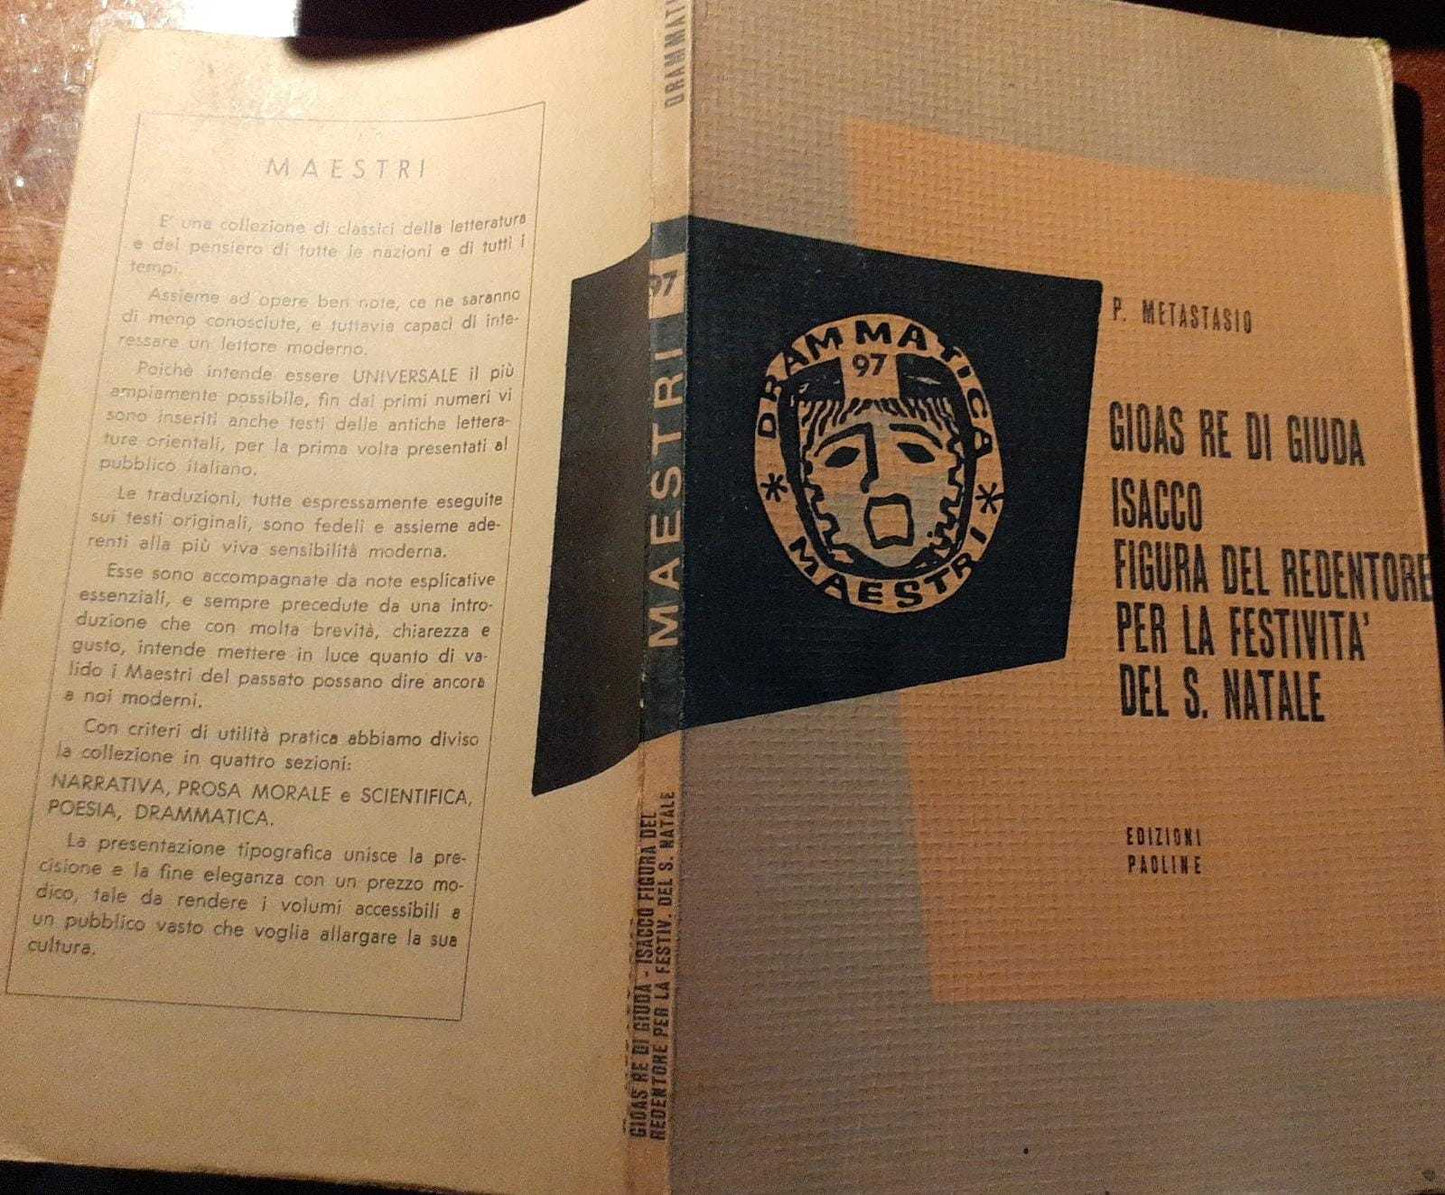 MAESTRI
E' una collezione di classici della letteratura
e del pensiero di tutte le nazioni e di tutti i
tempi.
Assieme ad opere ben note, ce ne saranno
di meno conosciute, e tuttavia capaci di inte-
ressare un lettore moderno.
Poichè intende essere UNIVERSALE il più
ampiamente possibile, fin dai primi numeri vi
sono inseriti anche testi delle antiche lettera-
ture orientali, per la prima volta presentati al
pubblico italiano.
Le traduzioni, tutte espressamente eseguite
sui testi originali, sono fedeli e assieme ade-
renti alla più viva sensibilità moderna.
Esse sono accompagnate da note esplicative
essenziali, e sempre precedute da una intro-
duzione che con molta brevità, chiarezza e
gusto, intende mettere in luce quanto di va-
lido i Maestri del passato possano dire ancora
a noi moderni.
Con criteri di utilità pratica abbiamo diviso
la collezione in quattro sezioni:
NARRATIVA, PROSA MORALE e SCIENTIFICA,
POESIA, DRAMMATICA.
La presentazione tipografica unisce la pre-
cisione e la fine eleganza con un prezzo mo-
dico, tale da rendere i volumi accessibili a
un pubblico vasto che voglia allargare la sua
cultura.
DRAMMATI
97
MAESTRI
GIOAS RE DI GIUDA - ISACCO FIGURA DEL
REDENTORE PER LA FESTIV. DEL S. NATALE
DRAMMATICA
97
* MAESTRI *
P. METASTASIO
GIOAS RE DI GIUDA
ISACCO
FIGURA DEL REDENTORE
PER LA FESTIVITA'
DEL S. NATALE
EDIZIONI
PAOLINE